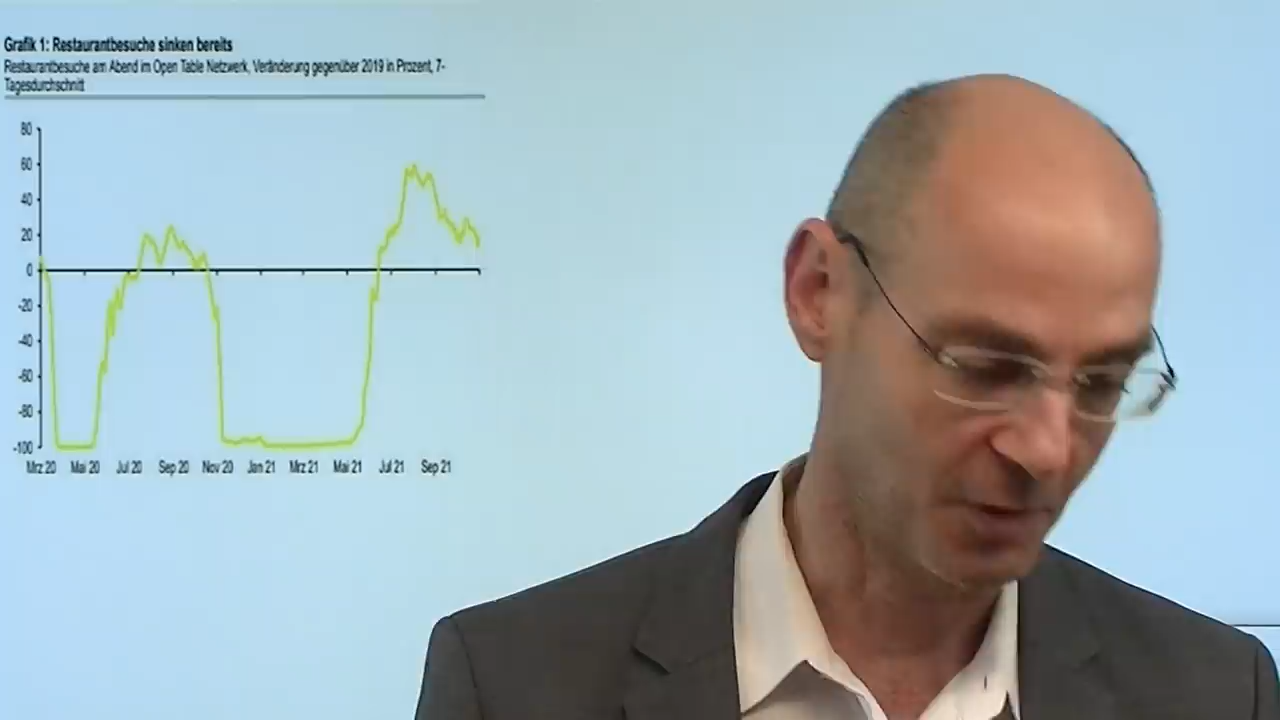 Grafik 1: Restaurantbesuche sinken bereits
Restaurantbesuche am Abend im Open Table Netzwerk, Veränderung gegenüber 2019 in Prozent, 7-
Tagesdurchschnitt
80
60
40
20
0
-20
-40
-60
-80
-100
Mrz 20 Mai 20 Jul 20 Sep 20 Nov 20 Jan 21 Mrz 21 Mai 21 Jul 21 Sep 21